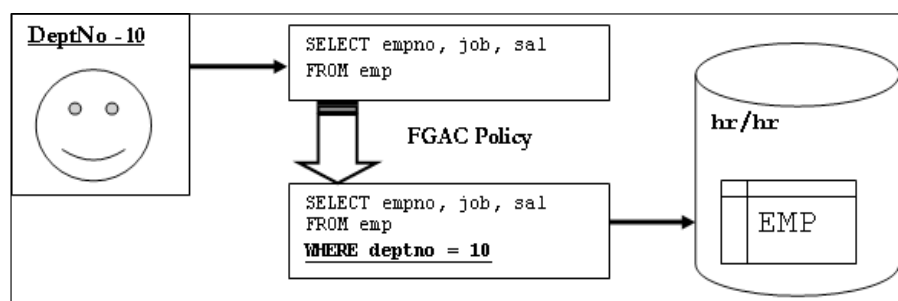 DeptNo - 10
SELECT empno, job, sal
FROM emp
FGAC Policy
SELECT empno, job, sal
FROM emp
WHERE deptno = 10
hr/hr
EMP